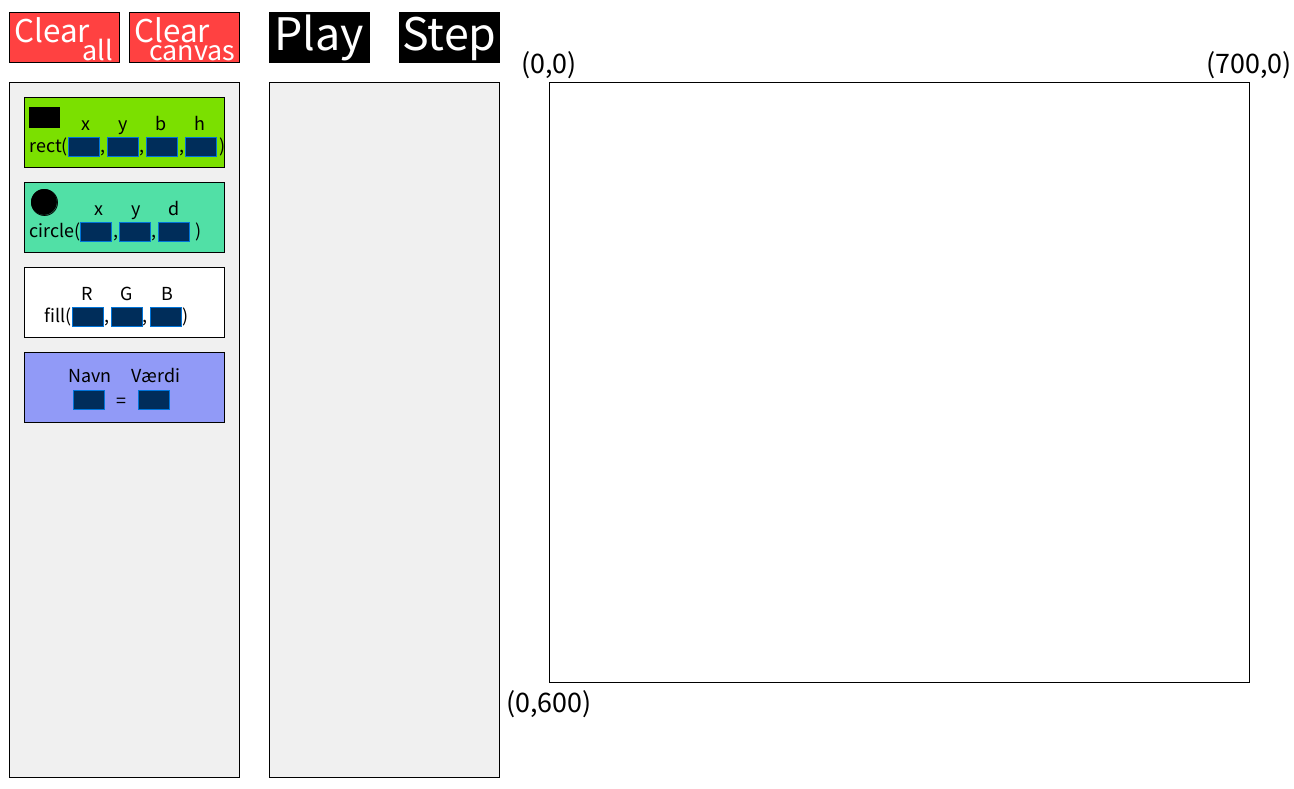 Clear all
Clear canvas
Play
Step
(0,0)
(700,0)
x y b h
rect( , , , )
x y d
circle( , , )
R G B
fill( , , )
Navn Værdi
=
(0,600)